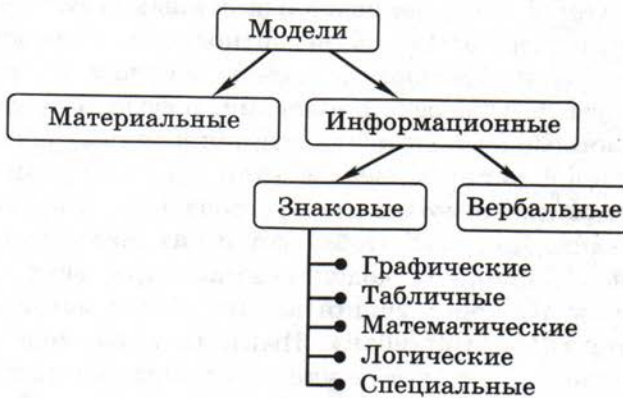 Модели
Материальные Информационные
Знаковые Вербальные
Графические
Табличные
Математические
Логические
Специальные